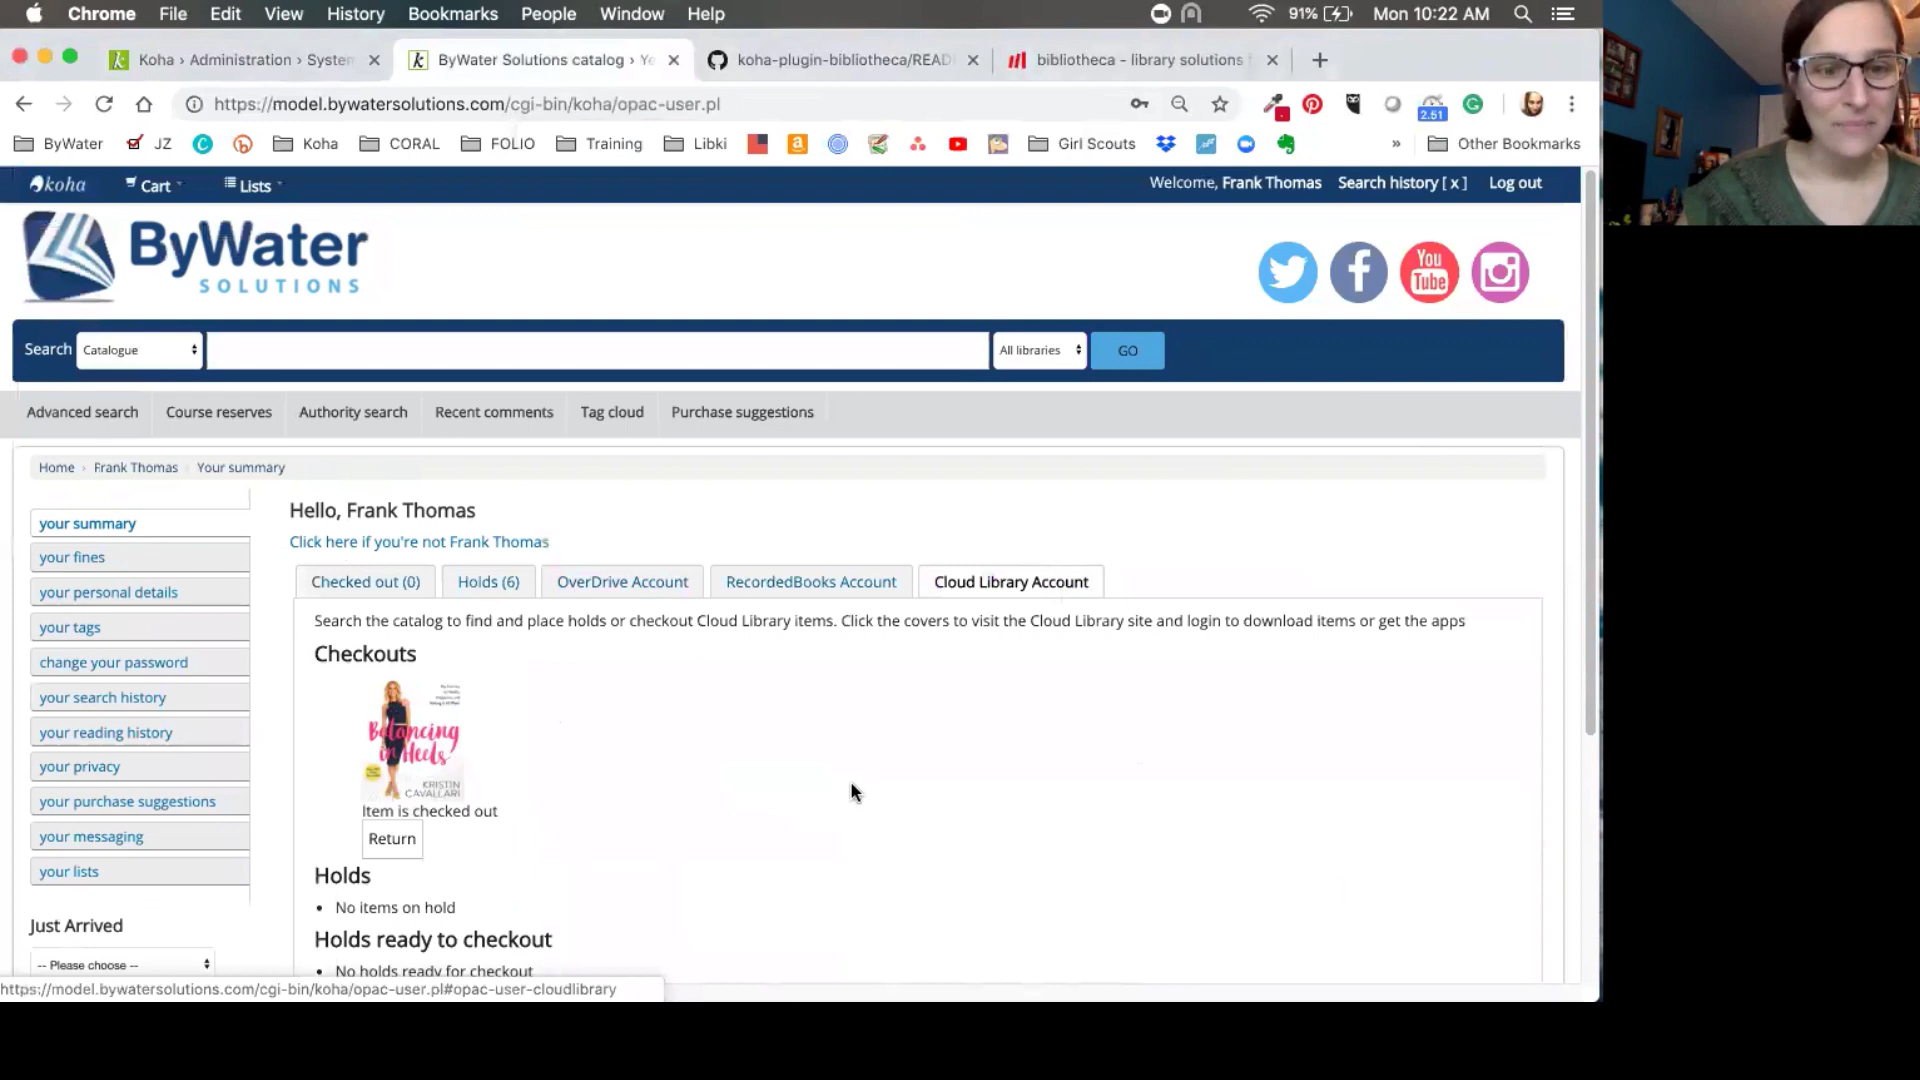 Chrome File Edit View History Bookmarks People Window Help 91% Mon 10:22 AM
Koha › Administration › System ByWater Solutions catalog › Yo koha-plugin-bibliotheca/READ bibliotheca - library solutions
https://model.bywatersolutions.com/cgi-bin/koha/opac-user.pl 2.51
ByWater JZ Koha CORAL FOLIO Training Libki Girl Scouts » Other Bookmarks
koha Cart Lists Welcome, Frank Thomas Search history [ x ] Log out
ByWater
SOLUTIONS
You
Tube
Search Catalogue All libraries GO
Advanced search Course reserves Authority search Recent comments Tag cloud Purchase suggestions
Home › Frank Thomas Your summary
your summary
your fines
your personal details
your tags
change your password
your search history
your reading history
your privacy
your purchase suggestions
your messaging
your lists
Just Arrived
-- Please choose --
Hello, Frank Thomas
Click here if you're not Frank Thomas
Checked out (0) Holds (6) OverDrive Account RecordedBooks Account Cloud Library Account
Search the catalog to find and place holds or checkout Cloud Library items. Click the covers to visit the Cloud Library site and login to download items or get the apps
Checkouts
Balancing
in Heels
KRISTIN
CAVALLARI
Item is checked out
Return
Holds
• No items on hold
Holds ready to checkout
• No holds ready for checkout
https://model.bywatersolutions.com/cgi-bin/koha/opac-user.pl#opac-user-cloudlibrary